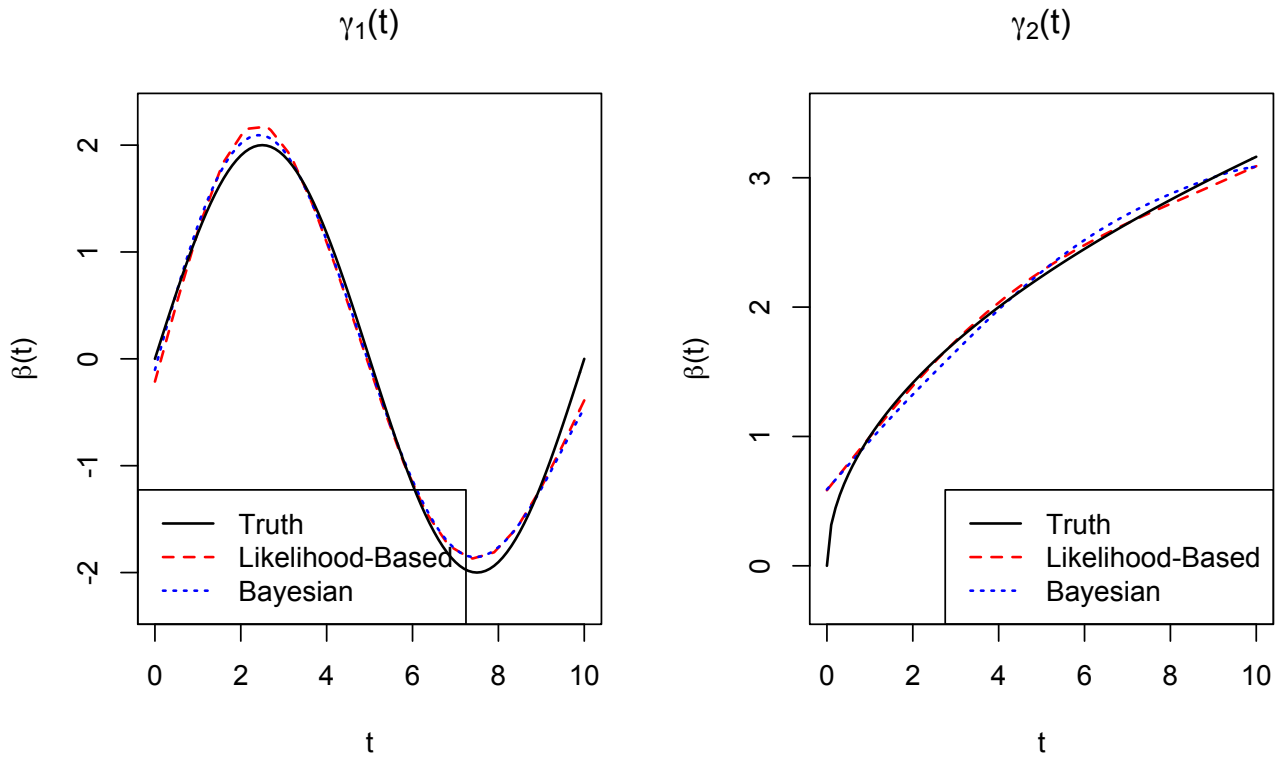 γ1(t)
β(t)
2
1
0
-1
-2
Truth
Likelihood-Based
Bayesian
0 2 4 6 8 10
t
γ2(t)
β(t)
3
2
1
0
Truth
Likelihood-Based
Bayesian
0 2 4 6 8 10
t